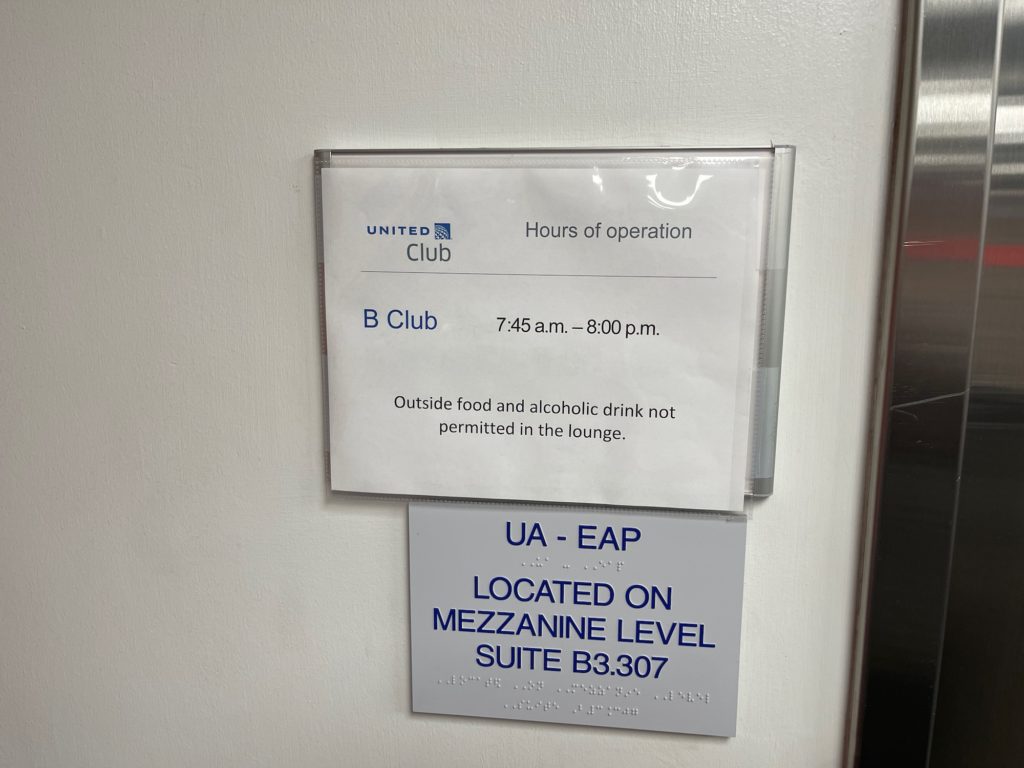 UNITED
Club
Hours of operation
B Club
7:45 a.m. – 8:00 p.m.
Outside food and alcoholic drink not
permitted in the lounge.
UA - EAP
LOCATED ON
MEZZANINE LEVEL
SUITE B3.307